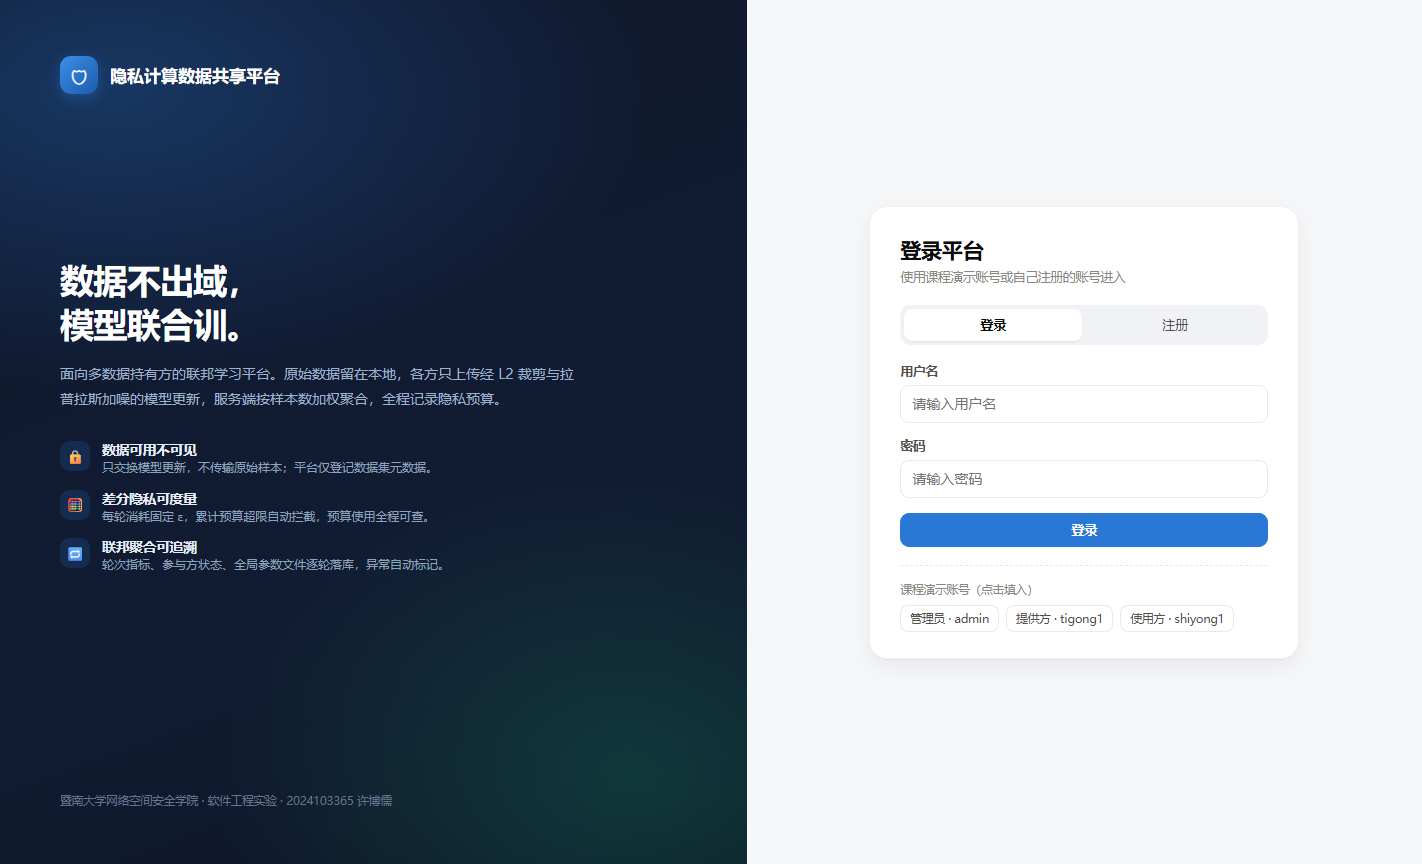 隐私计算数据共享平台
数据不出域，
模型联合训。
面向多数据持有方的联邦学习平台。原始数据留在本地，各方只上传经 L2 裁剪与拉
普拉斯加噪的模型更新，服务端按样本数加权聚合，全程记录隐私预算。
数据可用不可见
只交换模型更新，不传输原始样本；平台仅登记数据集元数据。
差分隐私可度量
每轮消耗固定 ε，累计预算超限自动拦截，预算使用全程可查。
联邦聚合可追溯
轮次指标、参与方状态、全局参数文件逐轮落库，异常自动标记。
暨南大学网络空间安全学院 · 软件工程实验 · 2024103365 许博儒
登录平台
使用课程演示账号或自己注册的账号进入
登录
注册
用户名
请输入用户名
密码
请输入密码
登录
课程演示账号（点击填入）
管理员 · admin
提供方 · tigong1
使用方 · shiyong1